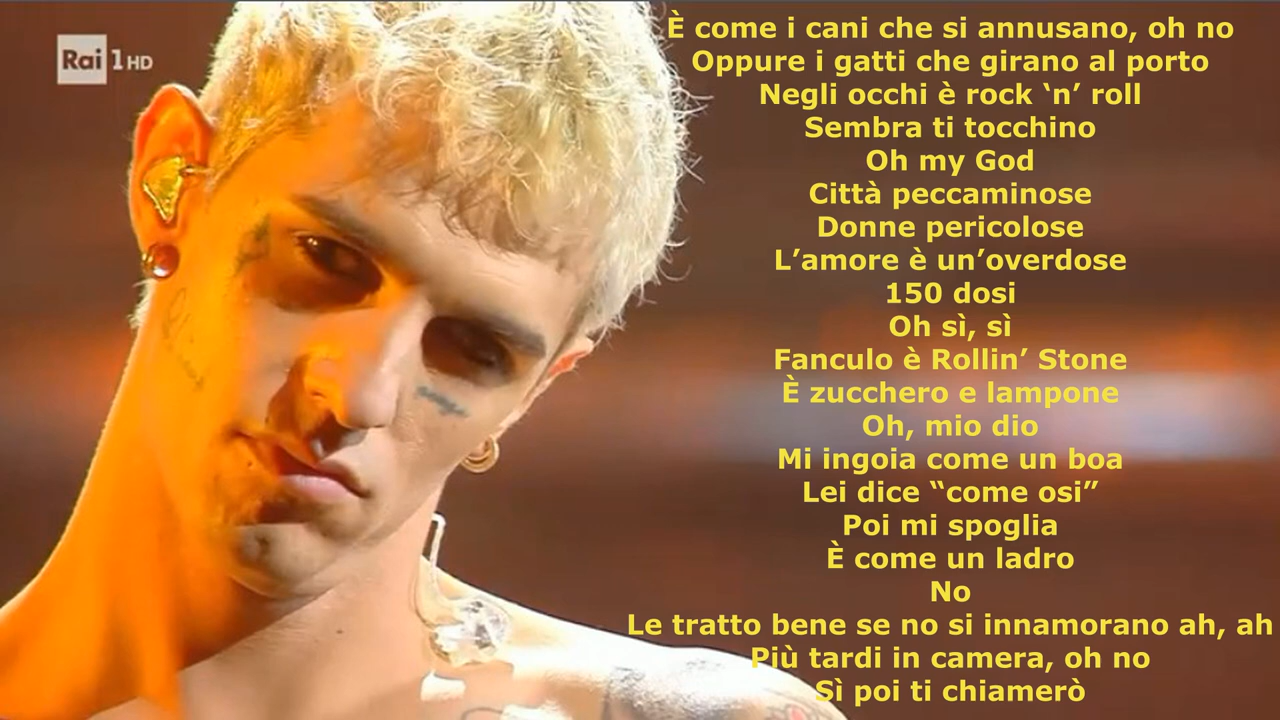 Rai 1 HD
È come i cani che si annusano, oh no
Oppure i gatti che girano al porto
Negli occhi è rock ‘n’ roll
Sembra ti tocchino
Oh my God
Città peccaminose
Donne pericolose
L’amore è un’overdose
150 dosi
Oh sì, sì
Fanculo è Rollin’ Stone
È zucchero e lampone
Oh, mio dio
Mi ingoia come un boa
Lei dice “come osi”
Poi mi spoglia
È come un ladro
No
Le tratto bene se no si innamorano ah, ah
Più tardi in camera, oh no
Sì poi ti chiamerò